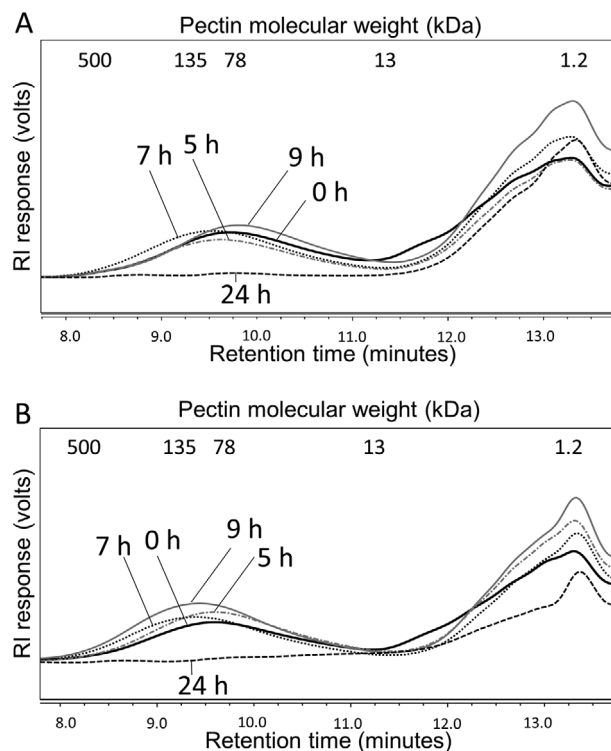 A
Pectin molecular weight (kDa)
500 135 78 13 1.2
5 h
7 h 9 h
0 h
24 h
RI response (volts)
8.0 9.0 10.0 11.0 12.0 13.0
Retention time (minutes)
B
Pectin molecular weight (kDa)
500 135 78 13 1.2
0 h 9 h
7 h 5 h
24 h
RI response (volts)
8.0 9.0 10.0 11.0 12.0 13.0
Retention time (minutes)